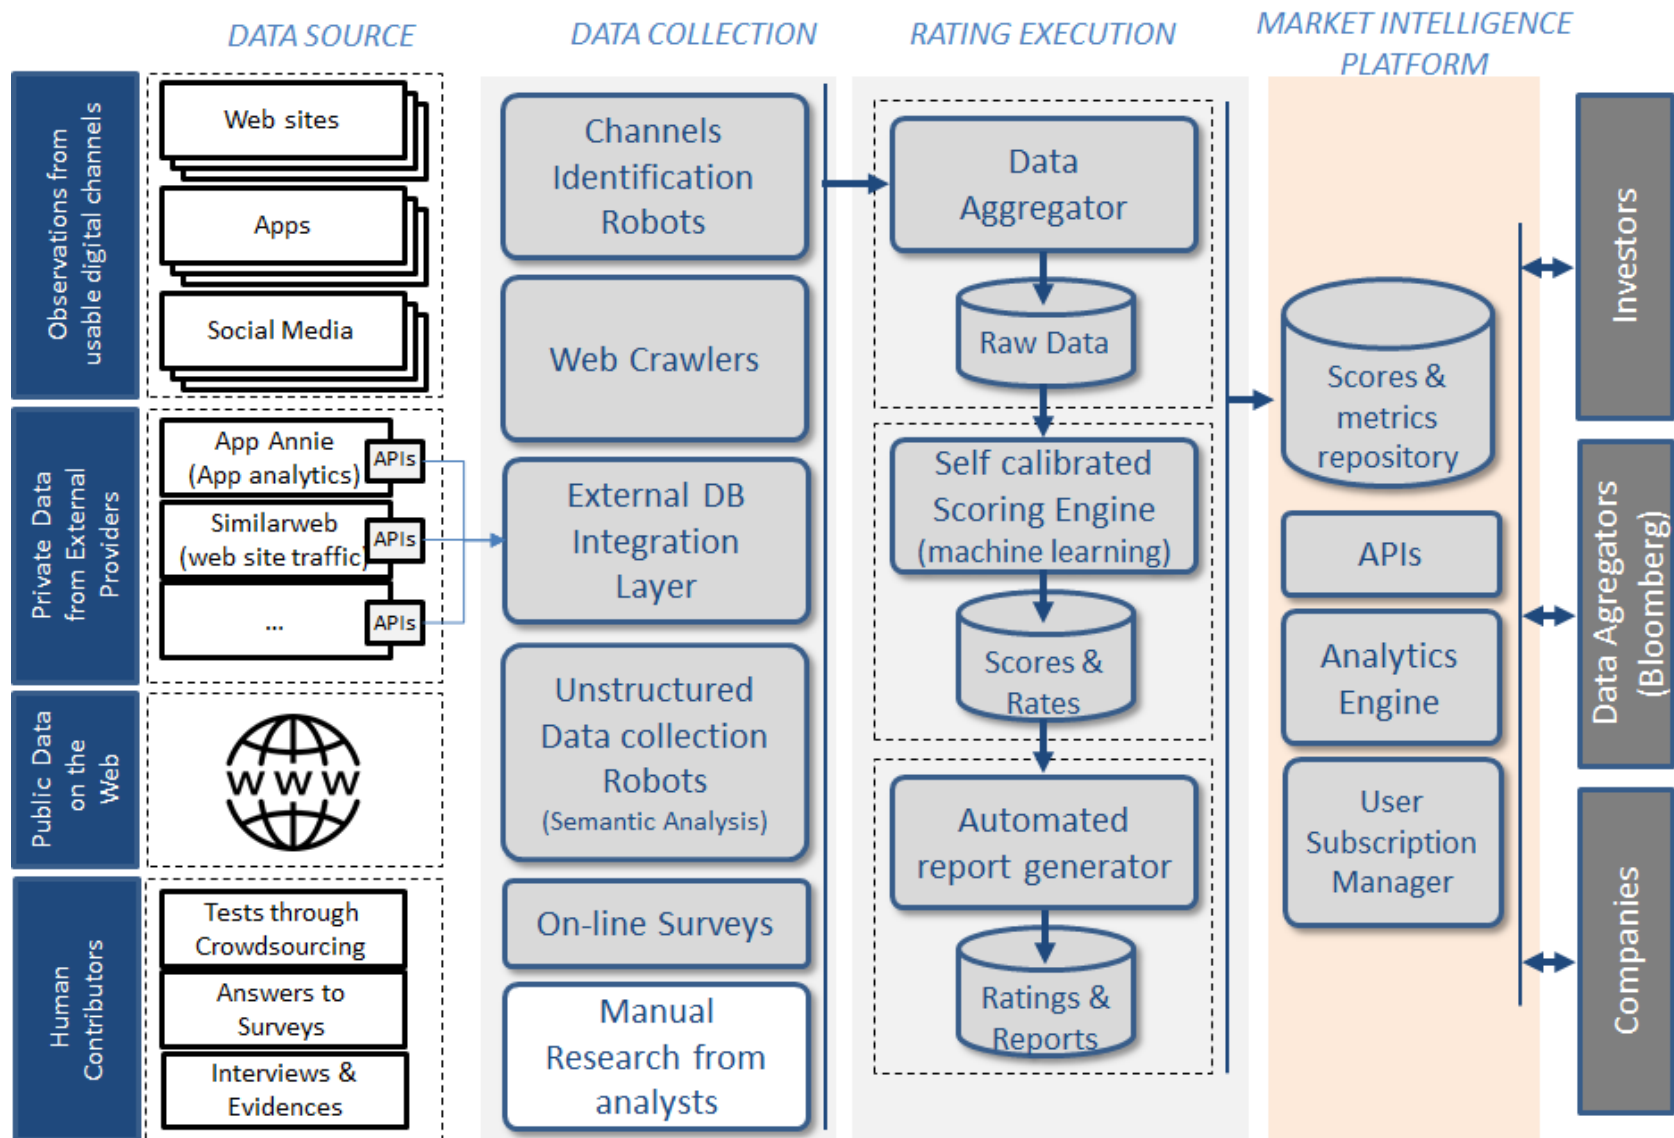 DATA SOURCE
DATA COLLECTION
RATING EXECUTION
MARKET INTELLIGENCE
PLATFORM
Observations from
usable digital channels
Web sites
Apps
Social Media
Private Data
from External
Providers
App Annie
(App analytics)
APIs
Similarweb
(web site traffic)
APIs
...
APIs
Public Data
on the
Web
WWW
Human
Contributors
Tests through
Crowdsourcing
Answers to
Surveys
Interviews &
Evidences
Channels
Identification
Robots
Web Crawlers
External DB
Integration
Layer
Unstructured
Data collection
Robots
(Semantic Analysis)
On-line Surveys
Manual
Research from
analysts
Data
Aggregator
Raw Data
Self calibrated
Scoring Engine
(machine learning)
Scores &
Rates
Automated
report generator
Ratings &
Reports
Scores &
metrics
repository
APIs
Analytics
Engine
User
Subscription
Manager
Investors
Data Agregators
(Bloomberg)
Companies